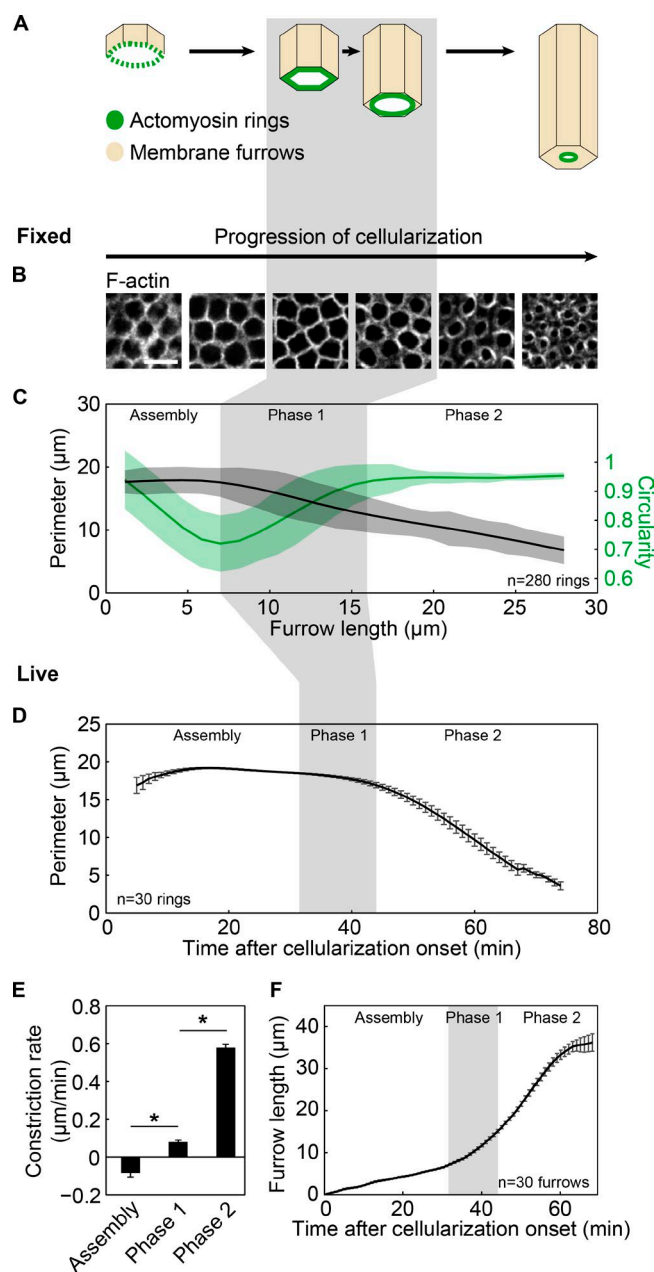 A
Actomyosin rings
Membrane furrows
Fixed
Progression of cellularization
B
F-actin
C
30
20
10
0
Perimeter (µm)
Assembly
Phase 1
Phase 2
1
0.9
0.8
0.7
0.6
Circularity
n=280 rings
0
5
10
15
20
25
30
Furrow length (µm)
Live
D
25
20
15
10
5
0
Perimeter (µm)
Assembly
Phase 1
Phase 2
n=30 rings
0
20
40
60
80
Time after cellularization onset (min)
E
0.8
0.6
0.4
0.2
0
−0.2
Constriction rate
(µm/min)
*
*
Assembly
Phase 1
Phase 2
F
40
30
20
10
0
Furrow length (µm)
Assembly
Phase 1
Phase 2
n=30 furrows
0
20
40
60
Time after cellularization onset (min)